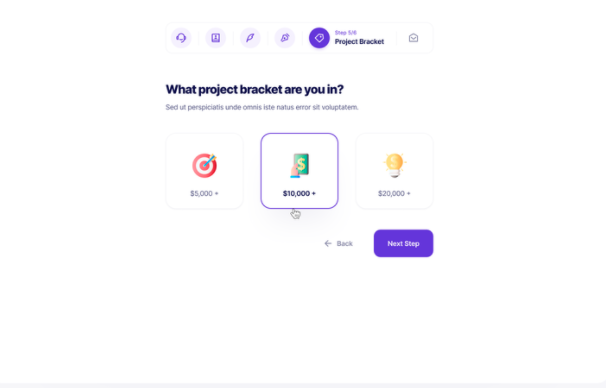 Step 5/6
Project Bracket
What project bracket are you in?
Sed ut perspiciatis unde omnis iste natus error sit voluptatem.
$5,000 +
$10,000 +
$20,000 +
Back
Next Step